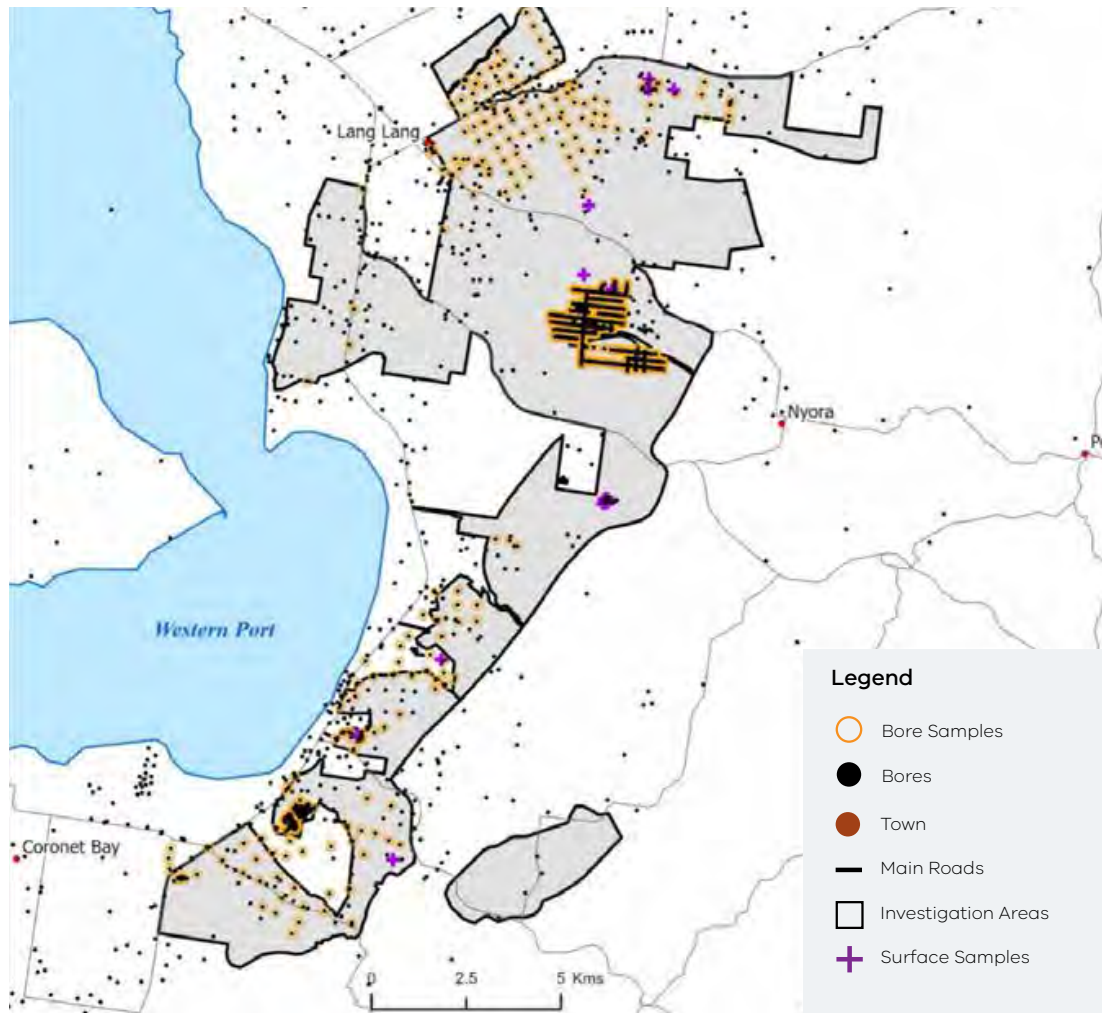 Lang Lang
Nyora
Western Port
Coronet Bay
Legend
Bore Samples
Bores
Town
Main Roads
Investigation Areas
Surface Samples
0 2.5 5 Kms